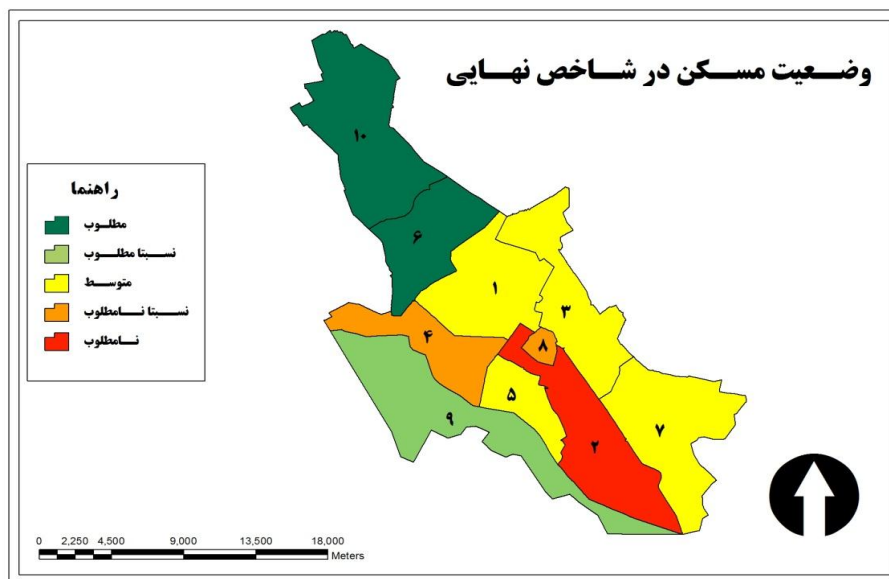 وضعیت مسکن در شاخص نهایی
راهنما
مطلوب
نسبتا مطلوب
متوسط
نسبتا نامطلوب
نامطلوب
۱۰
۶
۱
۳
۴
۸
۵
۹
۲
۷
0 2,250 4,500 9,000 13,500 18,000
Meters